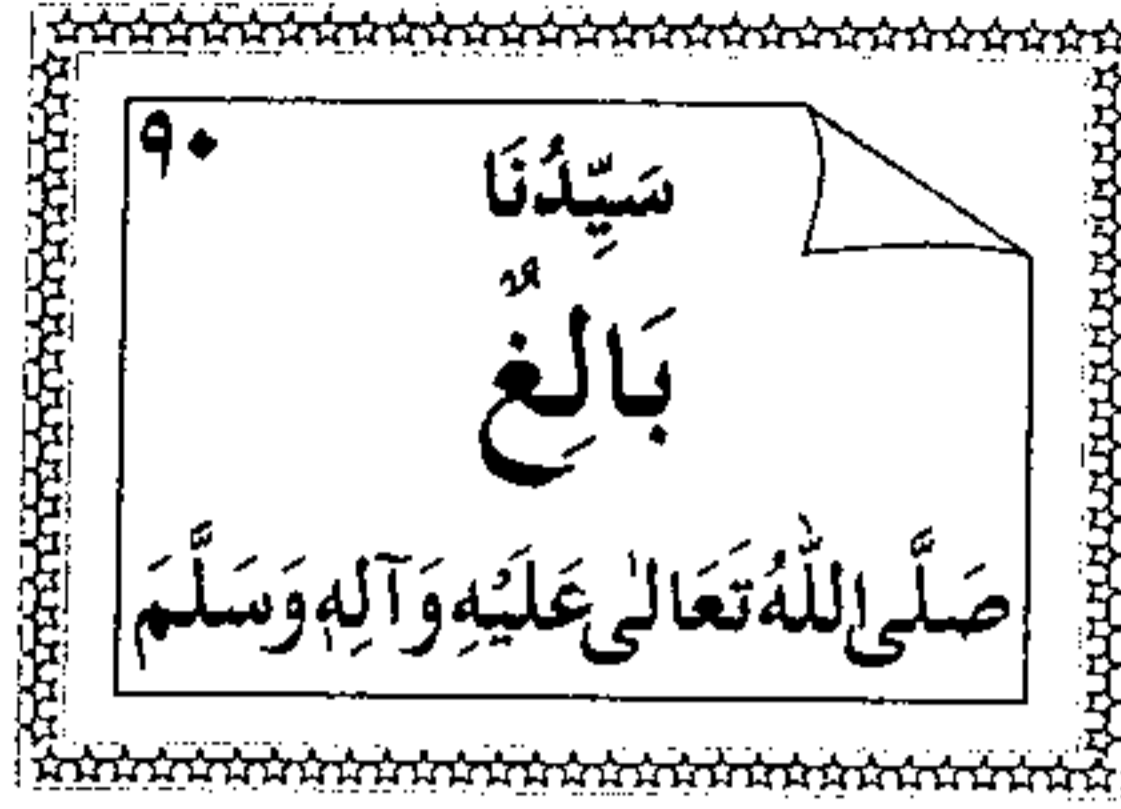 ٩٠
سَيِّدُنَا
بَالِغٌ
صَلَّى اللّٰهُ تَعَالٰى عَلَيْهِ وَآلِهٖ وَسَلَّمَ